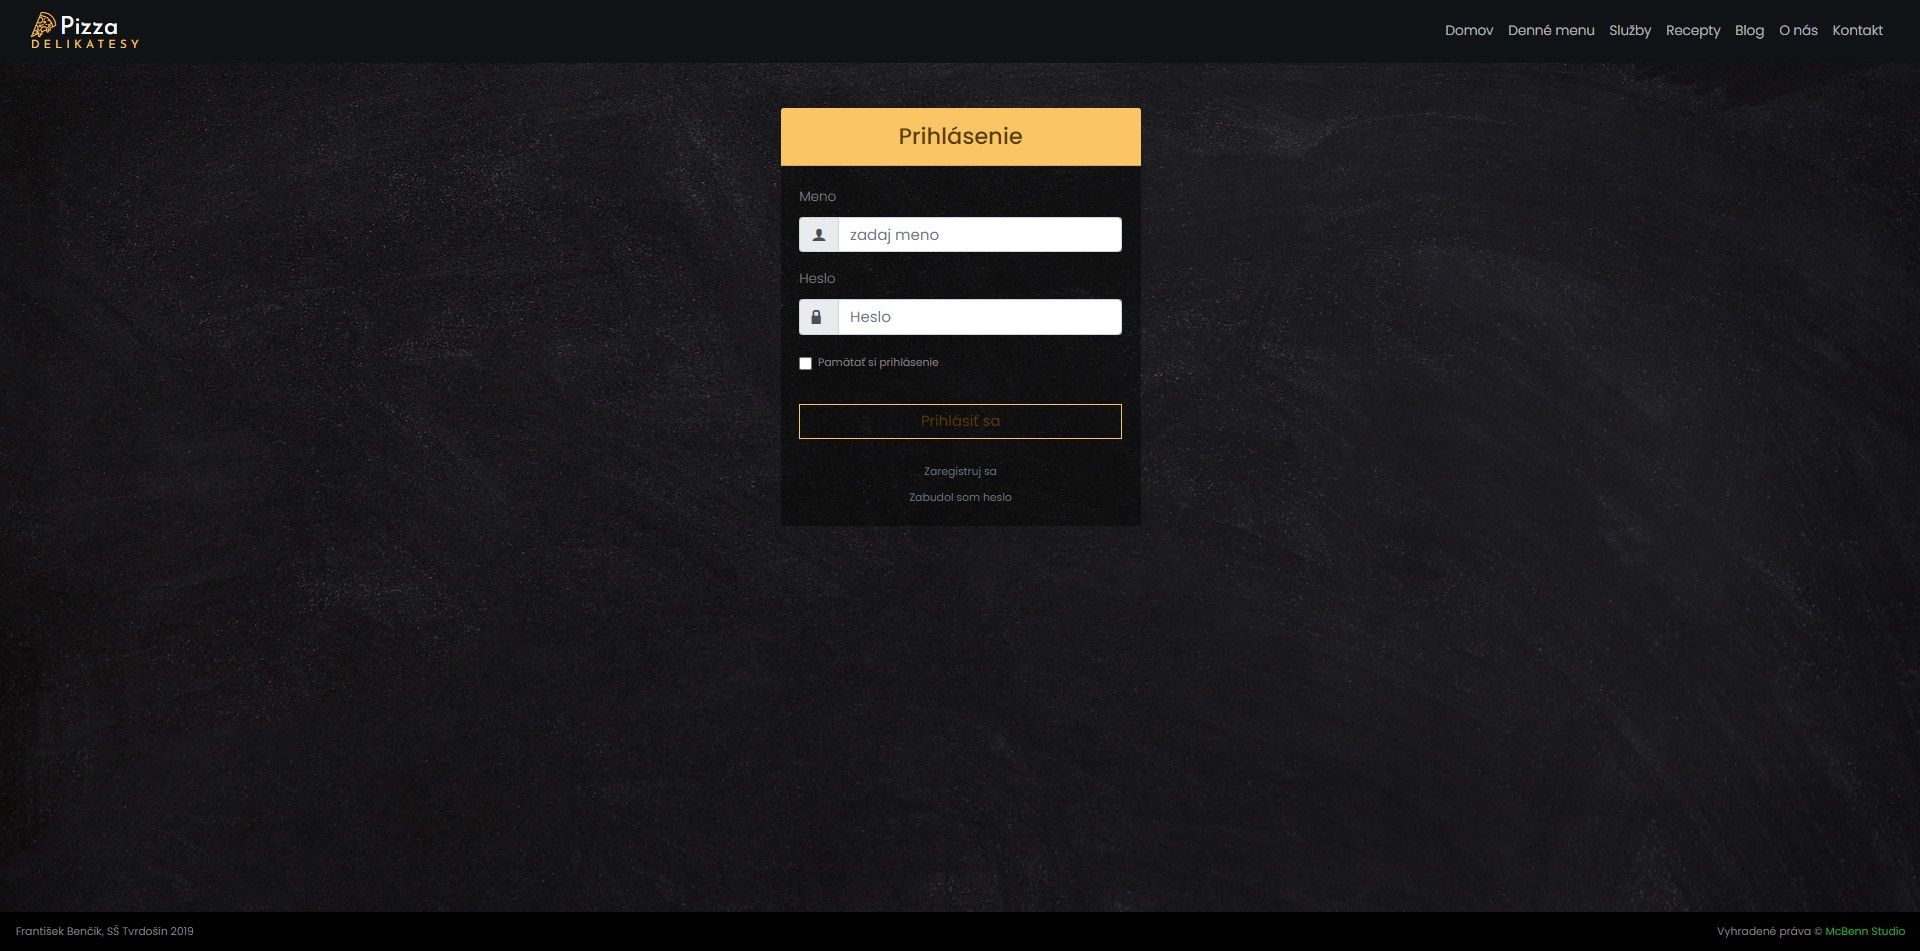 Pizza
DELIKATESY
Domov Denné menu Služby Recepty Blog O nás Kontakt
Prihlásenie
Meno
zadaj meno
Heslo
Heslo
Pamätať si prihlásenie
Prihlásiť sa
Zaregistruj sa
Zabudol som heslo
František Benčík, SŠ Tvrdošín 2019
Vyhradené práva © McBenn Studio